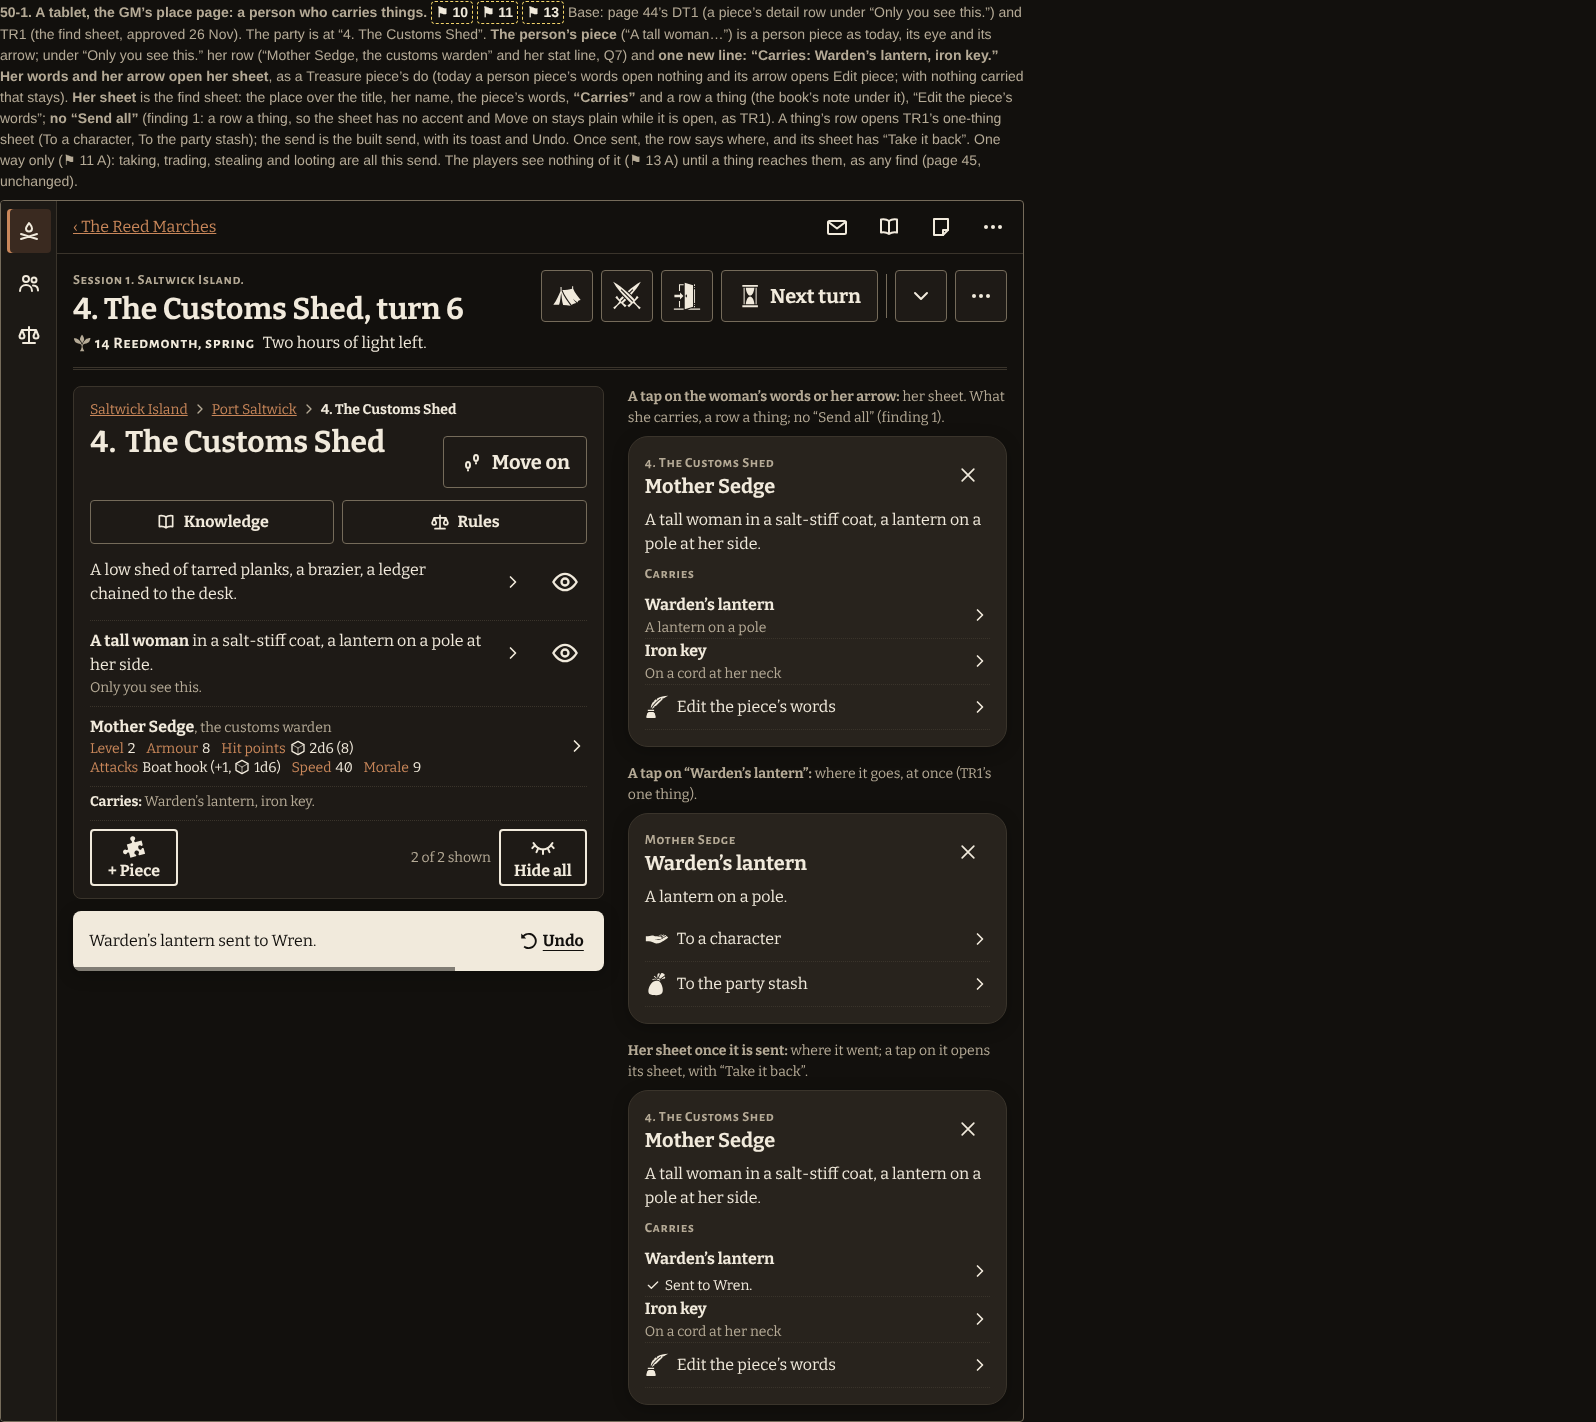 50-1. A tablet, the GM’s place page: a person who carries things. ⚑ 10 ⚑ 11 ⚑ 13 Base: page 44’s DT1 (a piece’s detail row under “Only you see this.”) and
TR1 (the find sheet, approved 26 Nov). The party is at “4. The Customs Shed”. The person’s piece (“A tall woman…”) is a person piece as today, its eye and its
arrow; under “Only you see this.” her row (“Mother Sedge, the customs warden” and her stat line, Q7) and one new line: “Carries: Warden’s lantern, iron key.”
Her words and her arrow open her sheet, as a Treasure piece’s do (today a person piece’s words open nothing and its arrow opens Edit piece; with nothing carried
that stays). Her sheet is the find sheet: the place over the title, her name, the piece’s words, “Carries” and a row a thing (the book’s note under it), “Edit the piece’s
words”; no “Send all” (finding 1: a row a thing, so the sheet has no accent and Move on stays plain while it is open, as TR1). A thing’s row opens TR1’s one-thing
sheet (To a character, To the party stash); the send is the built send, with its toast and Undo. Once sent, the row says where, and its sheet has “Take it back”. One
way only (⚑ 11 A): taking, trading, stealing and looting are all this send. The players see nothing of it (⚑ 13 A) until a thing reaches them, as any find (page 45,
unchanged).
‹ The Reed Marches
Session 1. Saltwick Island.
4. The Customs Shed, turn 6
14 Reedmonth, spring Two hours of light left.
Next turn
Saltwick Island > Port Saltwick > 4. The Customs Shed
4. The Customs Shed
Move on
Knowledge
Rules
A low shed of tarred planks, a brazier, a ledger
chained to the desk.
A tall woman in a salt-stiff coat, a lantern on a pole at
her side.
Only you see this.
Mother Sedge, the customs warden
Level 2 Armour 8 Hit points 2d6 (8)
Attacks Boat hook (+1, 1d6) Speed 40 Morale 9
Carries: Warden’s lantern, iron key.
+ Piece
2 of 2 shown
Hide all
Warden’s lantern sent to Wren.
Undo
A tap on the woman’s words or her arrow: her sheet. What
she carries, a row a thing; no “Send all” (finding 1).
4. The Customs Shed
Mother Sedge
A tall woman in a salt-stiff coat, a lantern on a
pole at her side.
Carries
Warden’s lantern
A lantern on a pole
Iron key
On a cord at her neck
Edit the piece’s words
A tap on “Warden’s lantern”: where it goes, at once (TR1’s
one thing).
Mother Sedge
Warden’s lantern
A lantern on a pole.
To a character
To the party stash
Her sheet once it is sent: where it went; a tap on it opens
its sheet, with “Take it back”.
4. The Customs Shed
Mother Sedge
A tall woman in a salt-stiff coat, a lantern on a
pole at her side.
Carries
Warden’s lantern
✓ Sent to Wren.
Iron key
On a cord at her neck
Edit the piece’s words